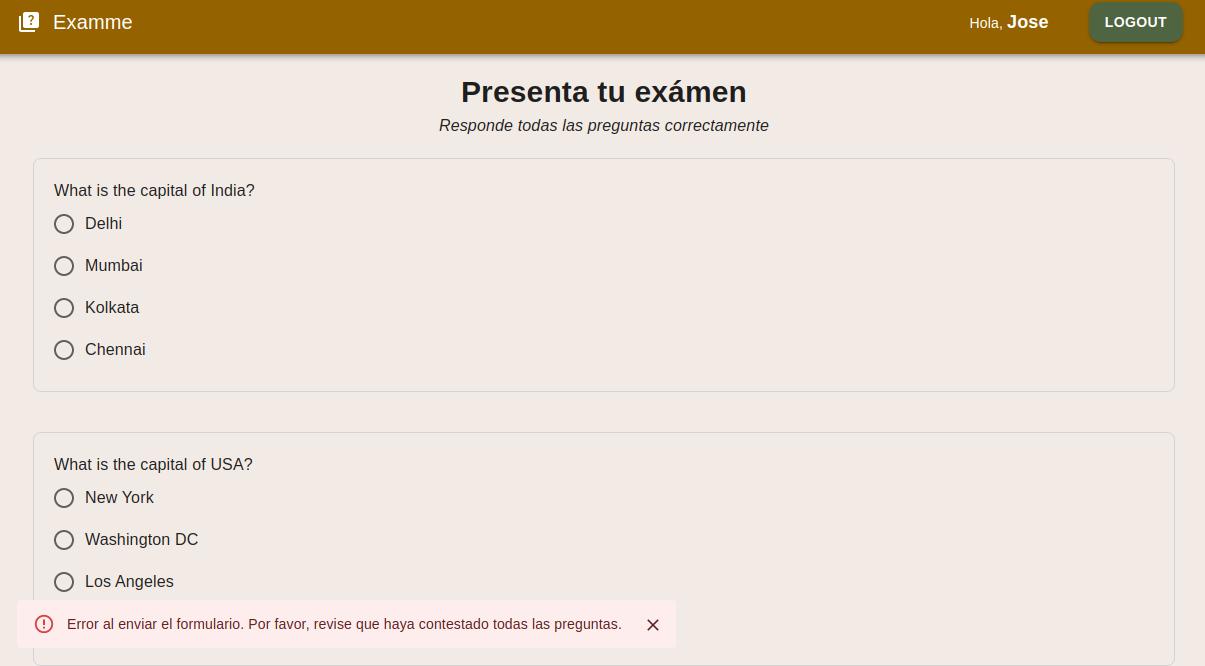 Examme
Hola, Jose
LOGOUT
Presenta tu exámen
Responde todas las preguntas correctamente
What is the capital of India?
Delhi
Mumbai
Kolkata
Chennai
What is the capital of USA?
New York
Washington DC
Los Angeles
Error al enviar el formulario. Por favor, revise que haya contestado todas las preguntas.